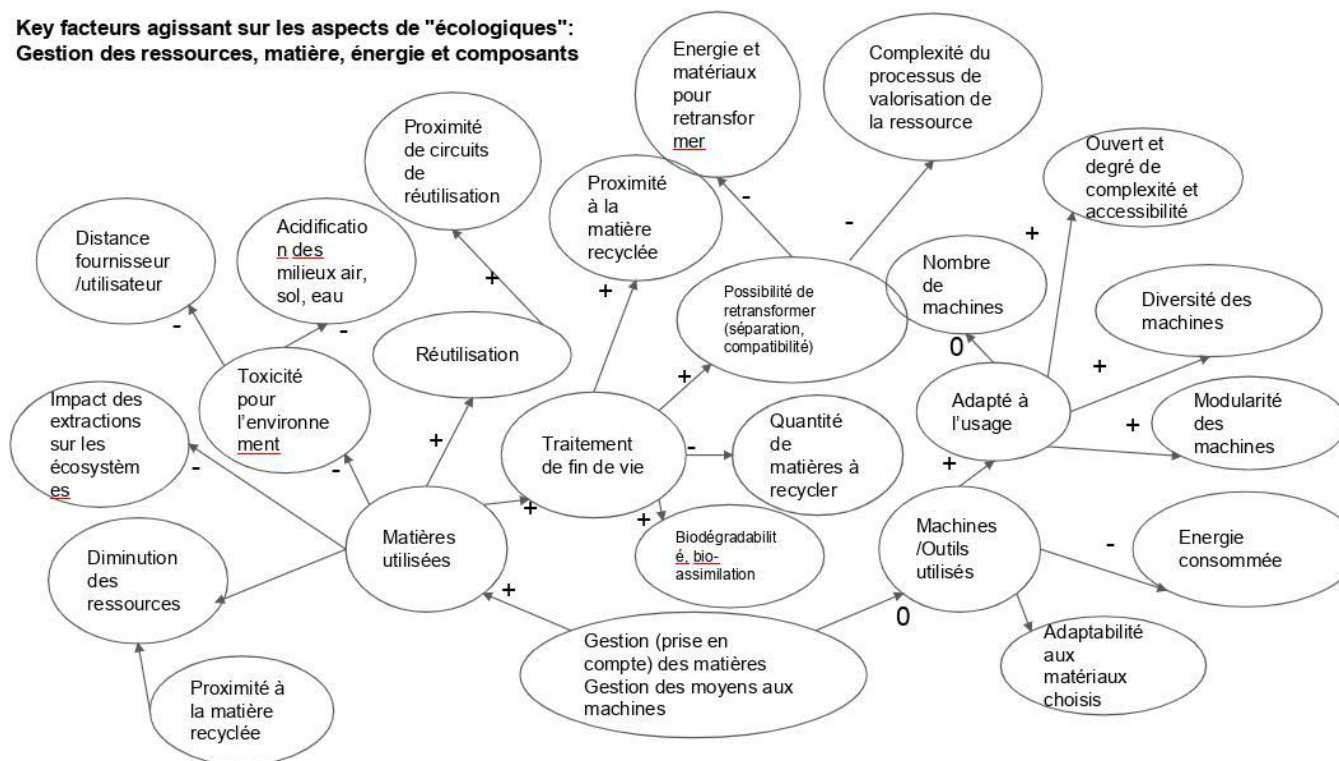 Key facteurs agissant sur les aspects de "écologiques":
Gestion des ressources, matière, énergie et composants
Energie et
matériaux
pour
retransfor
mer
Complexité du
processus de
valorisation de
la ressource
Proximité
de circuits
de
réutilisation
Ouvert et
degré de
complexité et
accessibilité
Proximité
à la
matière
recyclée
-
-
Distance
fournisseur
/utilisateur
Acidificatio
n des
milieux air,
sol, eau
+
+
Nombre
de
machines
+
Possibilité de
retransformer
(séparation,
compatibilité)
Diversité des
machines
-
-
Réutilisation
0
+
+
Impact des
extractions
sur les
écosystèm
es
Toxicité
pour
l'environne
ment
Adapté à
l'usage
Modularité
des
machines
+
+
-
-
Traitement
de fin de vie
-
Quantité
de
matières à
recycler
+
+
+
Matières
utilisées
Biodégradabilit
é, bio-
assimilation
Machines
/Outils
utilisés
-
Energie
consommée
Diminution
des
ressources
+
0
Gestion (prise en
compte) des matières
Gestion des moyens aux
machines
Adaptabilité
aux
matériaux
choisis
Proximité à
la matière
recyclée